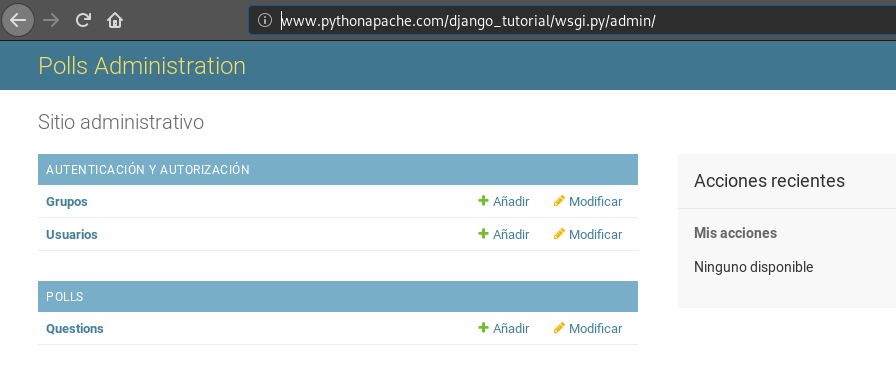 www.pythonapache.com/django_tutorial/wsgi.py/admin/
Polls Administration
Sitio administrativo
AUTENTICACIÓN Y AUTORIZACIÓN
Grupos Añadir Modificar
Usuarios Añadir Modificar
POLLS
Questions Añadir Modificar
Acciones recientes
Mis acciones
Ninguno disponible